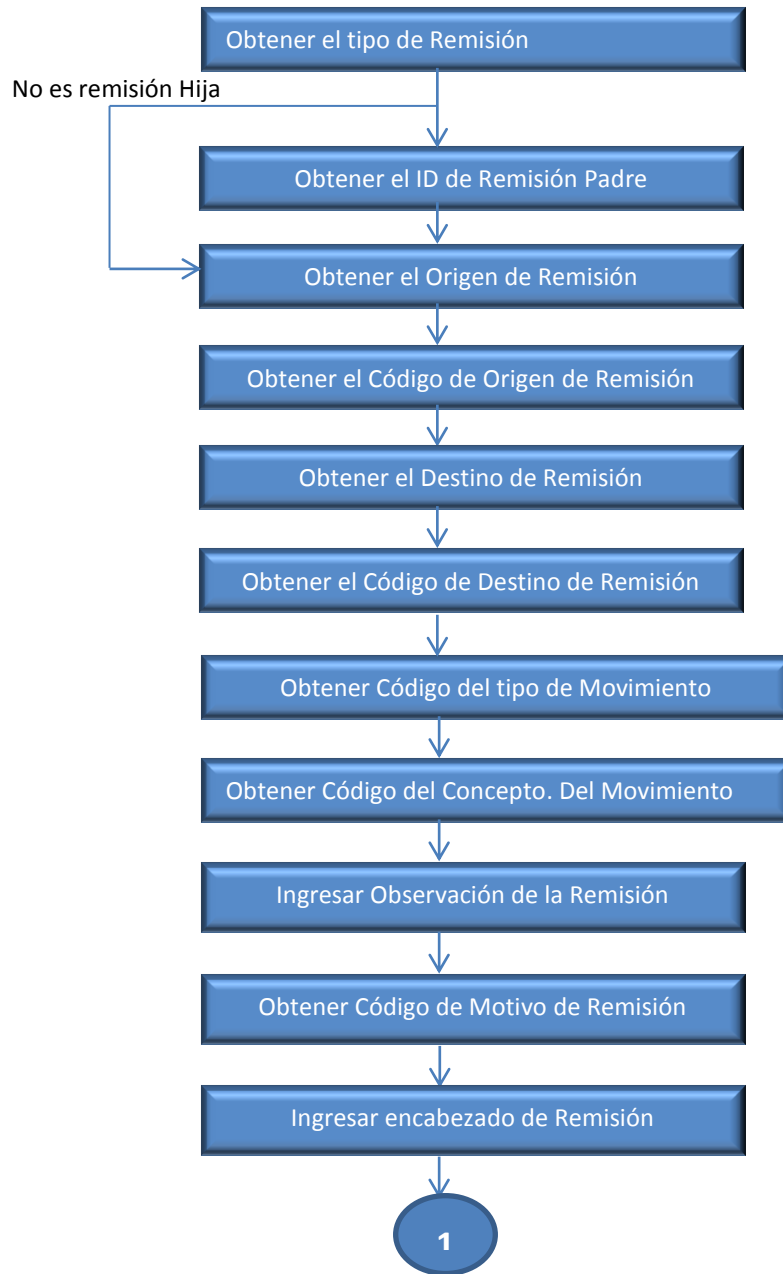 Obtener el tipo de Remisión
No es remisión Hija
Obtener el ID de Remisión Padre
Obtener el Origen de Remisión
Obtener el Código de Origen de Remisión
Obtener el Destino de Remisión
Obtener el Código de Destino de Remisión
Obtener Código del tipo de Movimiento
Obtener Código del Concepto. Del Movimiento
Ingresar Observación de la Remisión
Obtener Código de Motivo de Remisión
Ingresar encabezado de Remisión
1